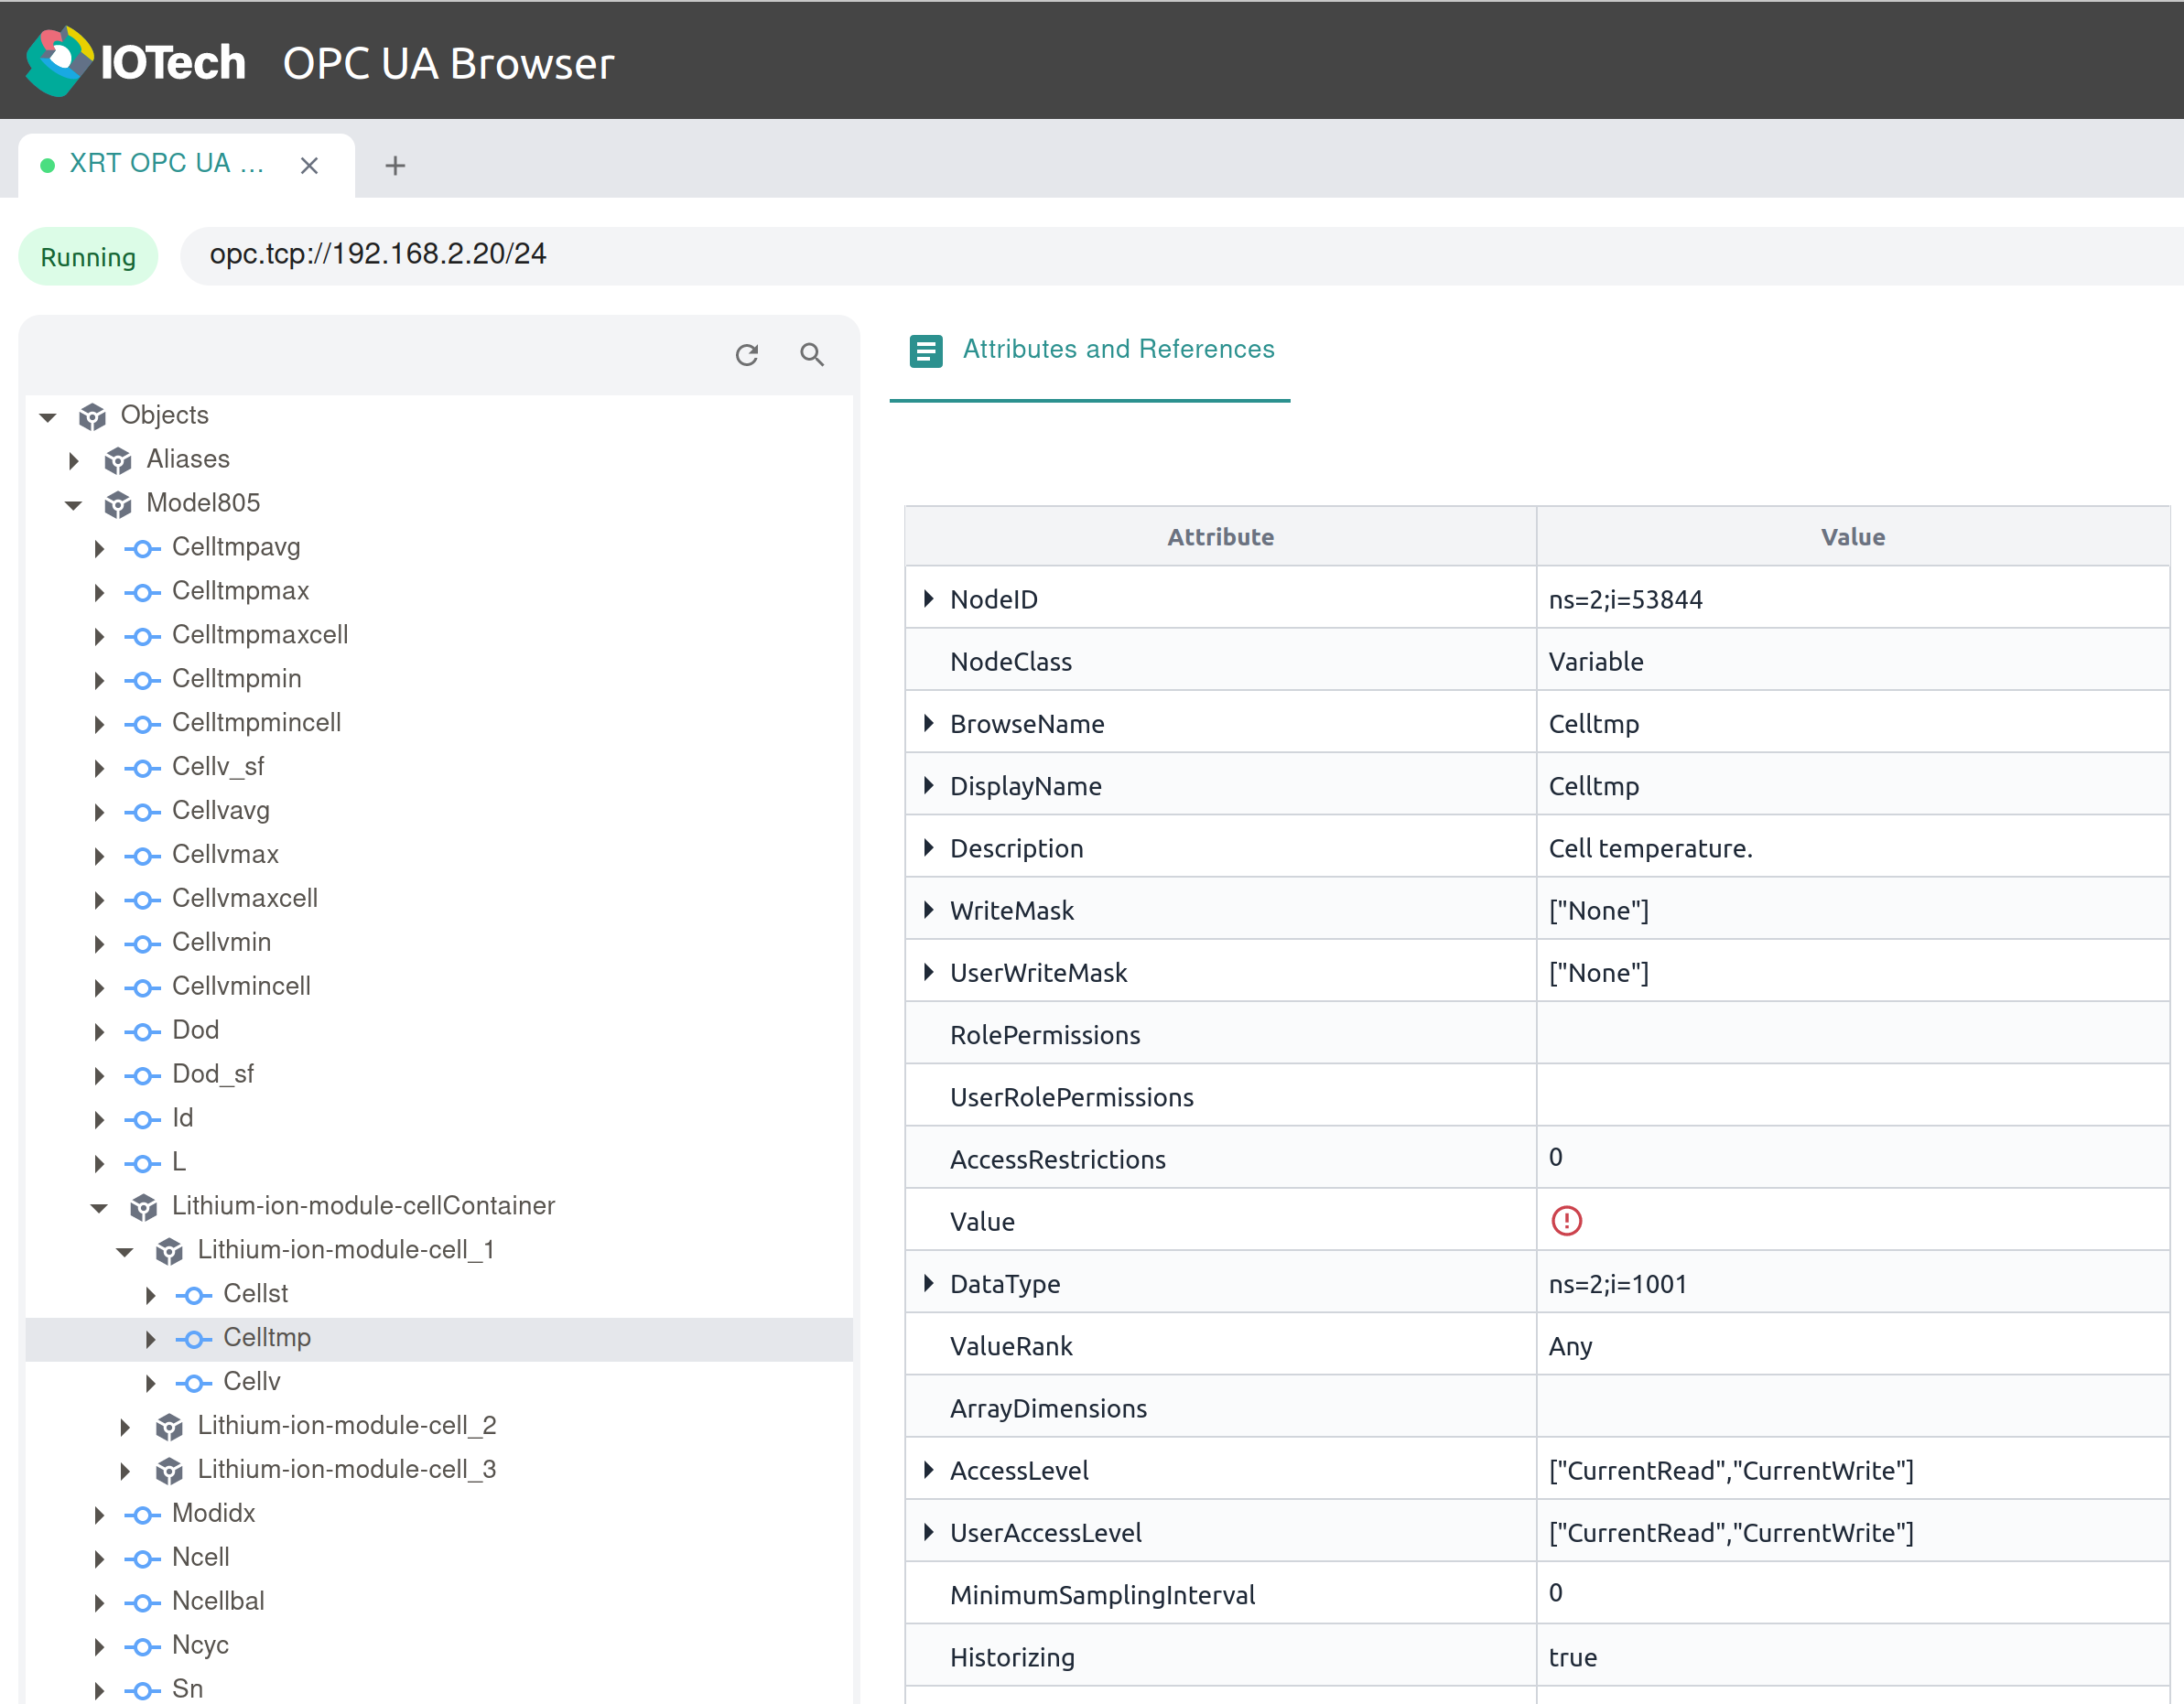 IOTech OPC UA Browser
XRT OPC UA ...
Running opc.tcp://192.168.2.20/24
Objects
Aliases
Model805
Celltmpavg
Celltmpmax
Celltmpmaxcell
Celltmpmin
Celltmpmincell
Cellv_sf
Cellvavg
Cellvmax
Cellvmaxcell
Cellvmin
Cellvmincell
Dod
Dod_sf
Id
L
Lithium-ion-module-cellContainer
Lithium-ion-module-cell_1
Cellst
Celltmp
Cellv
Lithium-ion-module-cell_2
Lithium-ion-module-cell_3
Modidx
Ncell
Ncellbal
Ncyc
Sn
Attributes and References
Attribute Value
NodeID ns=2;i=53844
NodeClass Variable
BrowseName Celltmp
DisplayName Celltmp
Description Cell temperature.
WriteMask ["None"]
UserWriteMask ["None"]
RolePermissions
UserRolePermissions
AccessRestrictions 0
Value
DataType ns=2;i=1001
ValueRank Any
ArrayDimensions
AccessLevel ["CurrentRead","CurrentWrite"]
UserAccessLevel ["CurrentRead","CurrentWrite"]
MinimumSamplingInterval 0
Historizing true